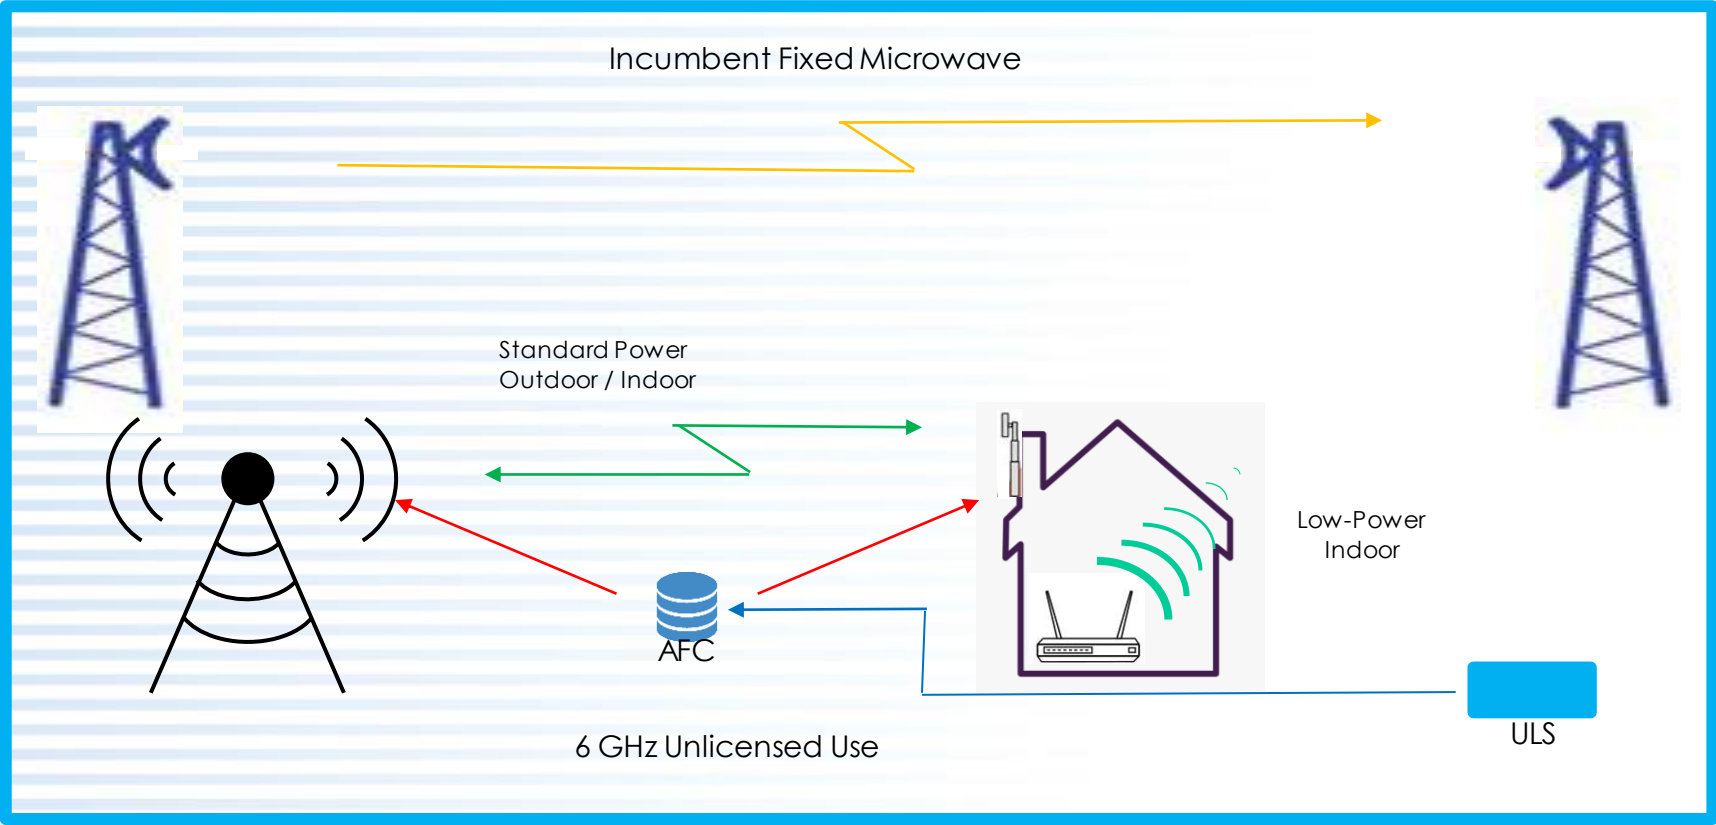 Incumbent Fixed Microwave
Standard Power
Outdoor / Indoor
Low-Power
Indoor
AFC
ULS
6 GHz Unlicensed Use